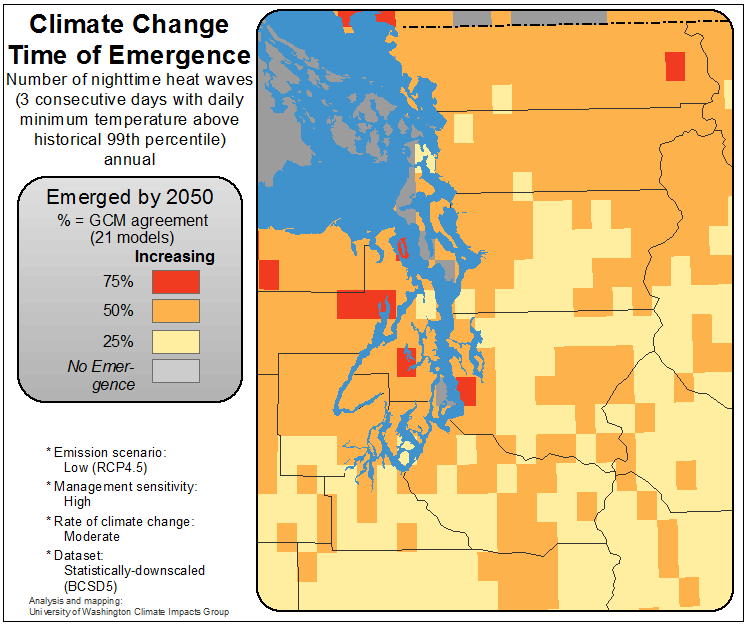 Climate Change
Time of Emergence
Number of nighttime heat waves
(3 consecutive days with daily
minimum temperature above
historical 99th percentile)
annual
Emerged by 2050
% = GCM agreement
(21 models)
Increasing
75%
50%
25%
No Emer-
gence
* Emission scenario:
Low (RCP4.5)
* Management sensitivity:
High
* Rate of climate change:
Moderate
* Dataset:
Statistically-downscaled
(BCSD5)
Analysis and mapping:
University of Washington Climate Impacts Group